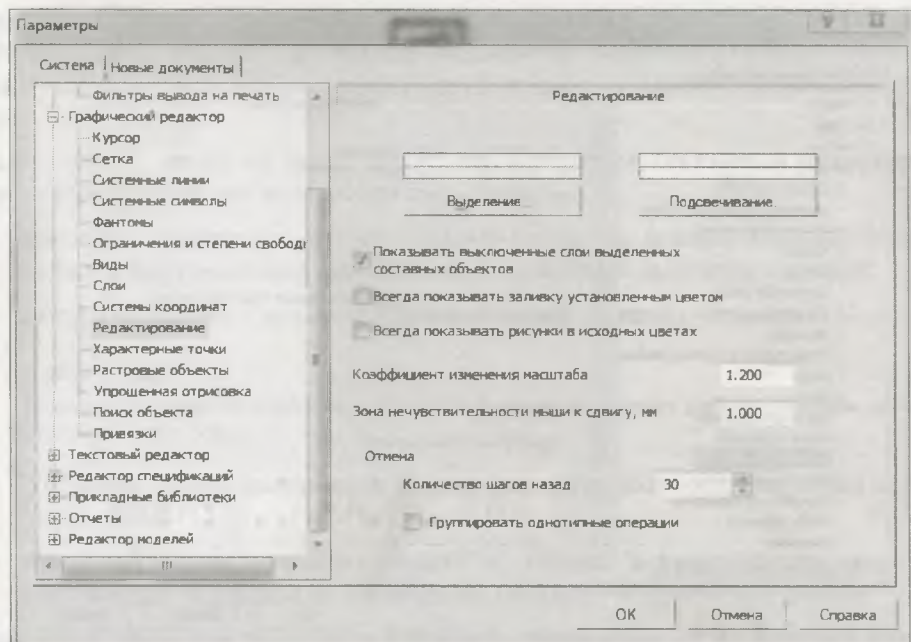 Параметры
Система
Новые документы
Фильтры вывода на печать
Графический редактор
Курсор
Сетка
Системные линии
Системные символы
Фантомы
Ограничения и степени свобод
Виды
Слои
Системы координат
Редактирование
Характерные точки
Растровые объекты
Упрощенная отрисовка
Поиск объекта
Привязки
Текстовый редактор
Редактор спецификаций
Прикладные библиотеки
Отчеты
Редактор моделей
Редактирование
Выделение...
Подсвечивание...
Показывать выключенные слои выделенных
составных объектов
Всегда показывать заливку установленным цветом
Всегда показывать рисунки в исходных цветах
Коэффициент изменения масштаба
1.200
Зона нечувствительности мыши к сдвигу, мм
1.000
Отмена
Количество шагов назад
30
Группировать однотипные операции
OK
Отмена
Справка